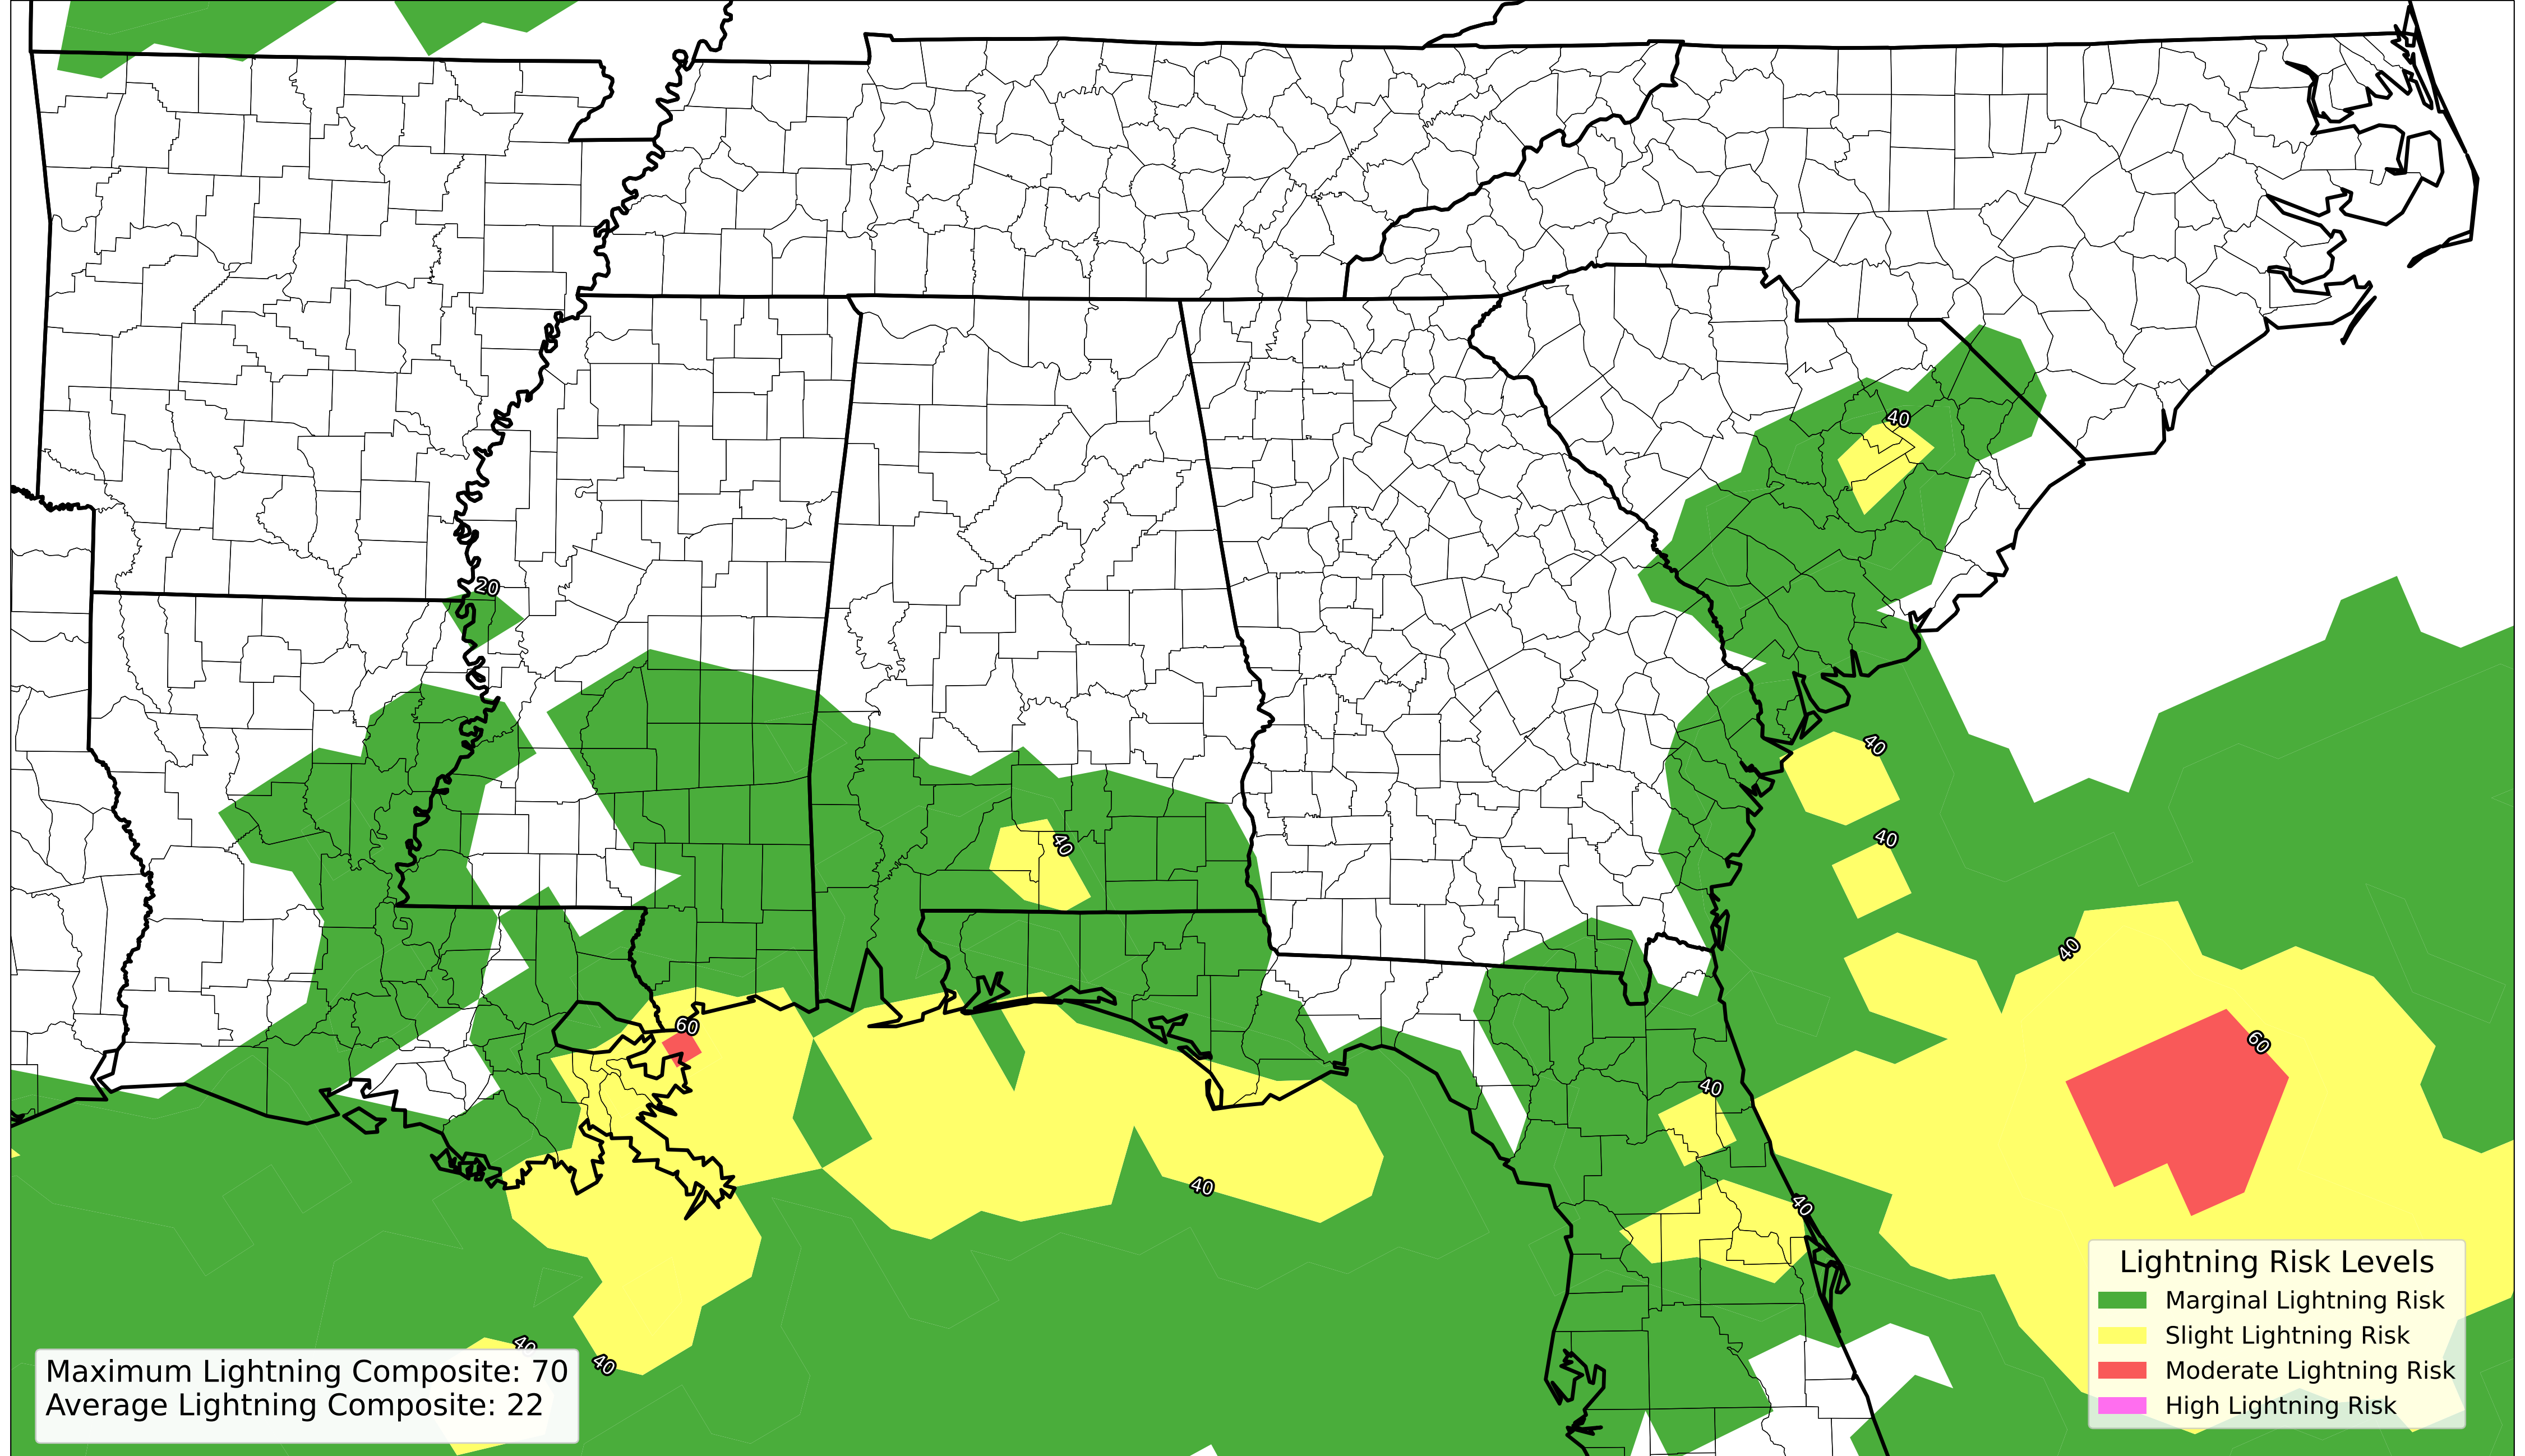 40
20
40
40
40
40
60
60
40
40
40
40
40
Lightning Risk Levels
Marginal Lightning Risk
Slight Lightning Risk
Moderate Lightning Risk
High Lightning Risk
Maximum Lightning Composite: 70
Average Lightning Composite: 22